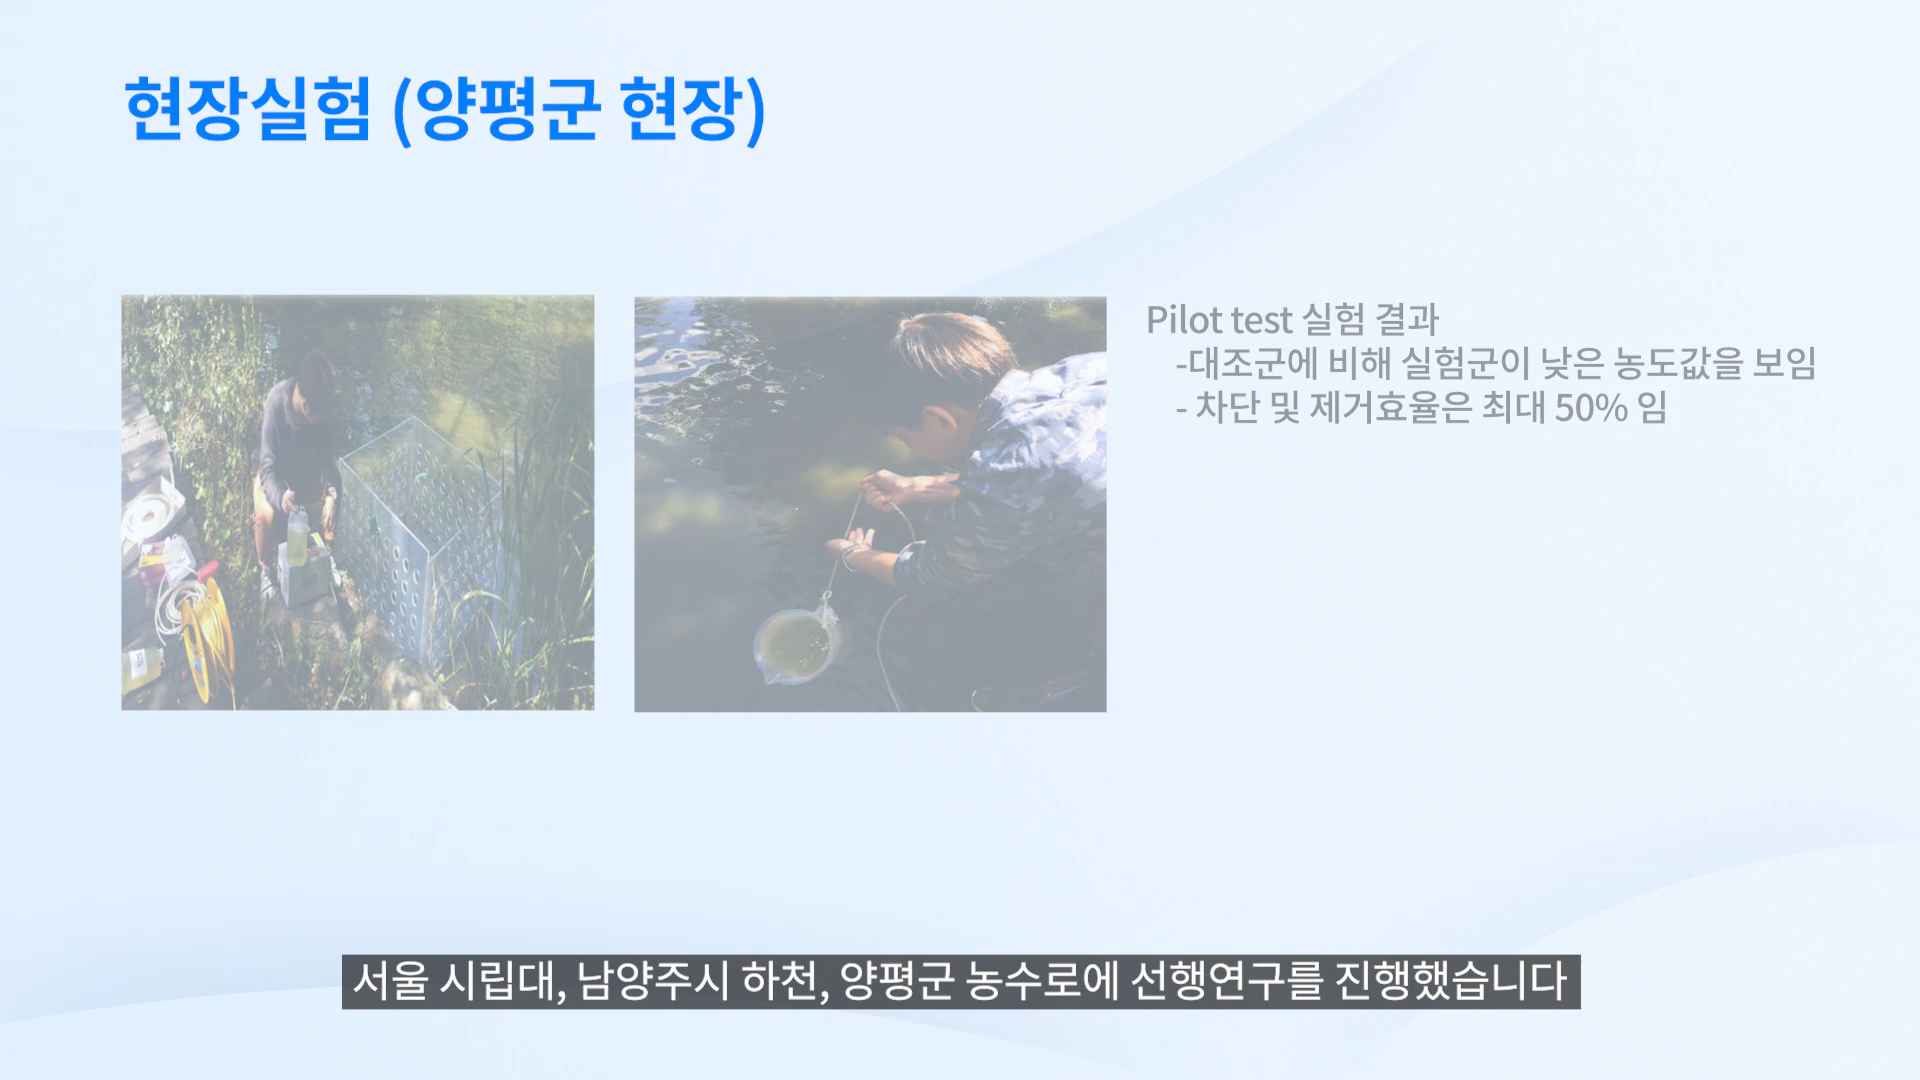 현장실험 (양평군 현장)
Pilot test 실험 결과
-대조군에 비해 실험군이 낮은 농도값을 보임
- 차단 및 제거효율은 최대 50% 임
서울 시립대, 남양주시 하천, 양평군 농수로에 선행연구를 진행했습니다